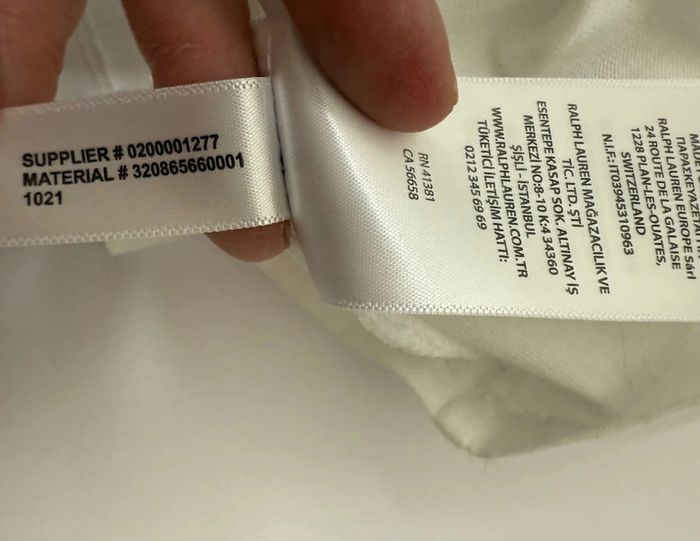 SUPPLIER # 0200001277
MATERIAL # 320865660001
1021
RN 41381
CA 56658
RALPH LAUREN EUROPE Sàrl
24 ROUTE DE LA GALAISE
1228 PLAN-LES-OUATES,
SWITZERLAND
N.I.F.: IT03945310963
RALPH LAUREN MAĞAZACILIK VE
TİC. LTD. ŞTİ
ESENTEPE KASAP SOK. ALTINAY İŞ
MERKEZİ NO:8-10 K:4 34360
ŞİŞLİ - İSTANBUL
WWW.RALPHLAUREN.COM.TR
TÜKETİCİ İLETİŞİM HATTI:
0212 345 69 69